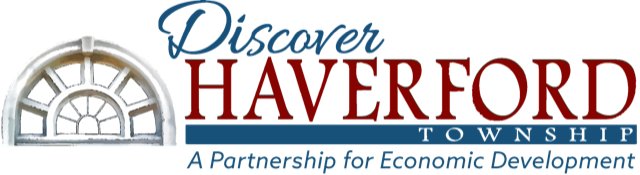 Discover
HAVERFORD
TOWNSHIP
A Partnership for Economic Development